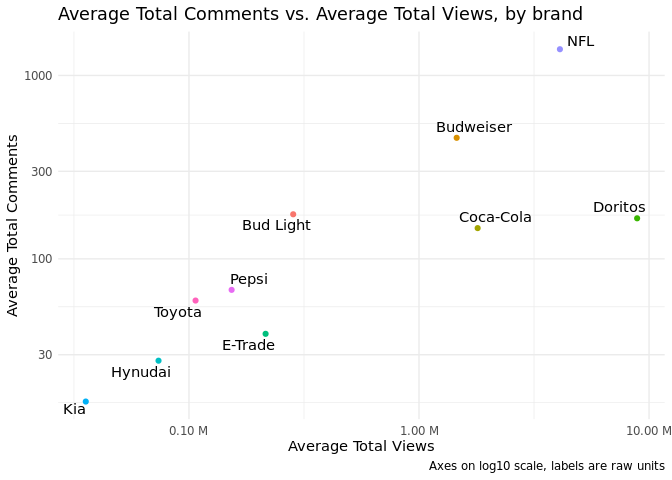 Average Total Comments vs. Average Total Views, by brand
NFL
1000
Budweiser
300
Doritos
Coca-Cola
Bud Light
100
Pepsi
Toyota
E-Trade
30
Hynudai
Kia
Average Total Comments
0.10 M
1.00 M
10.00 M
Average Total Views
Axes on log10 scale, labels are raw units